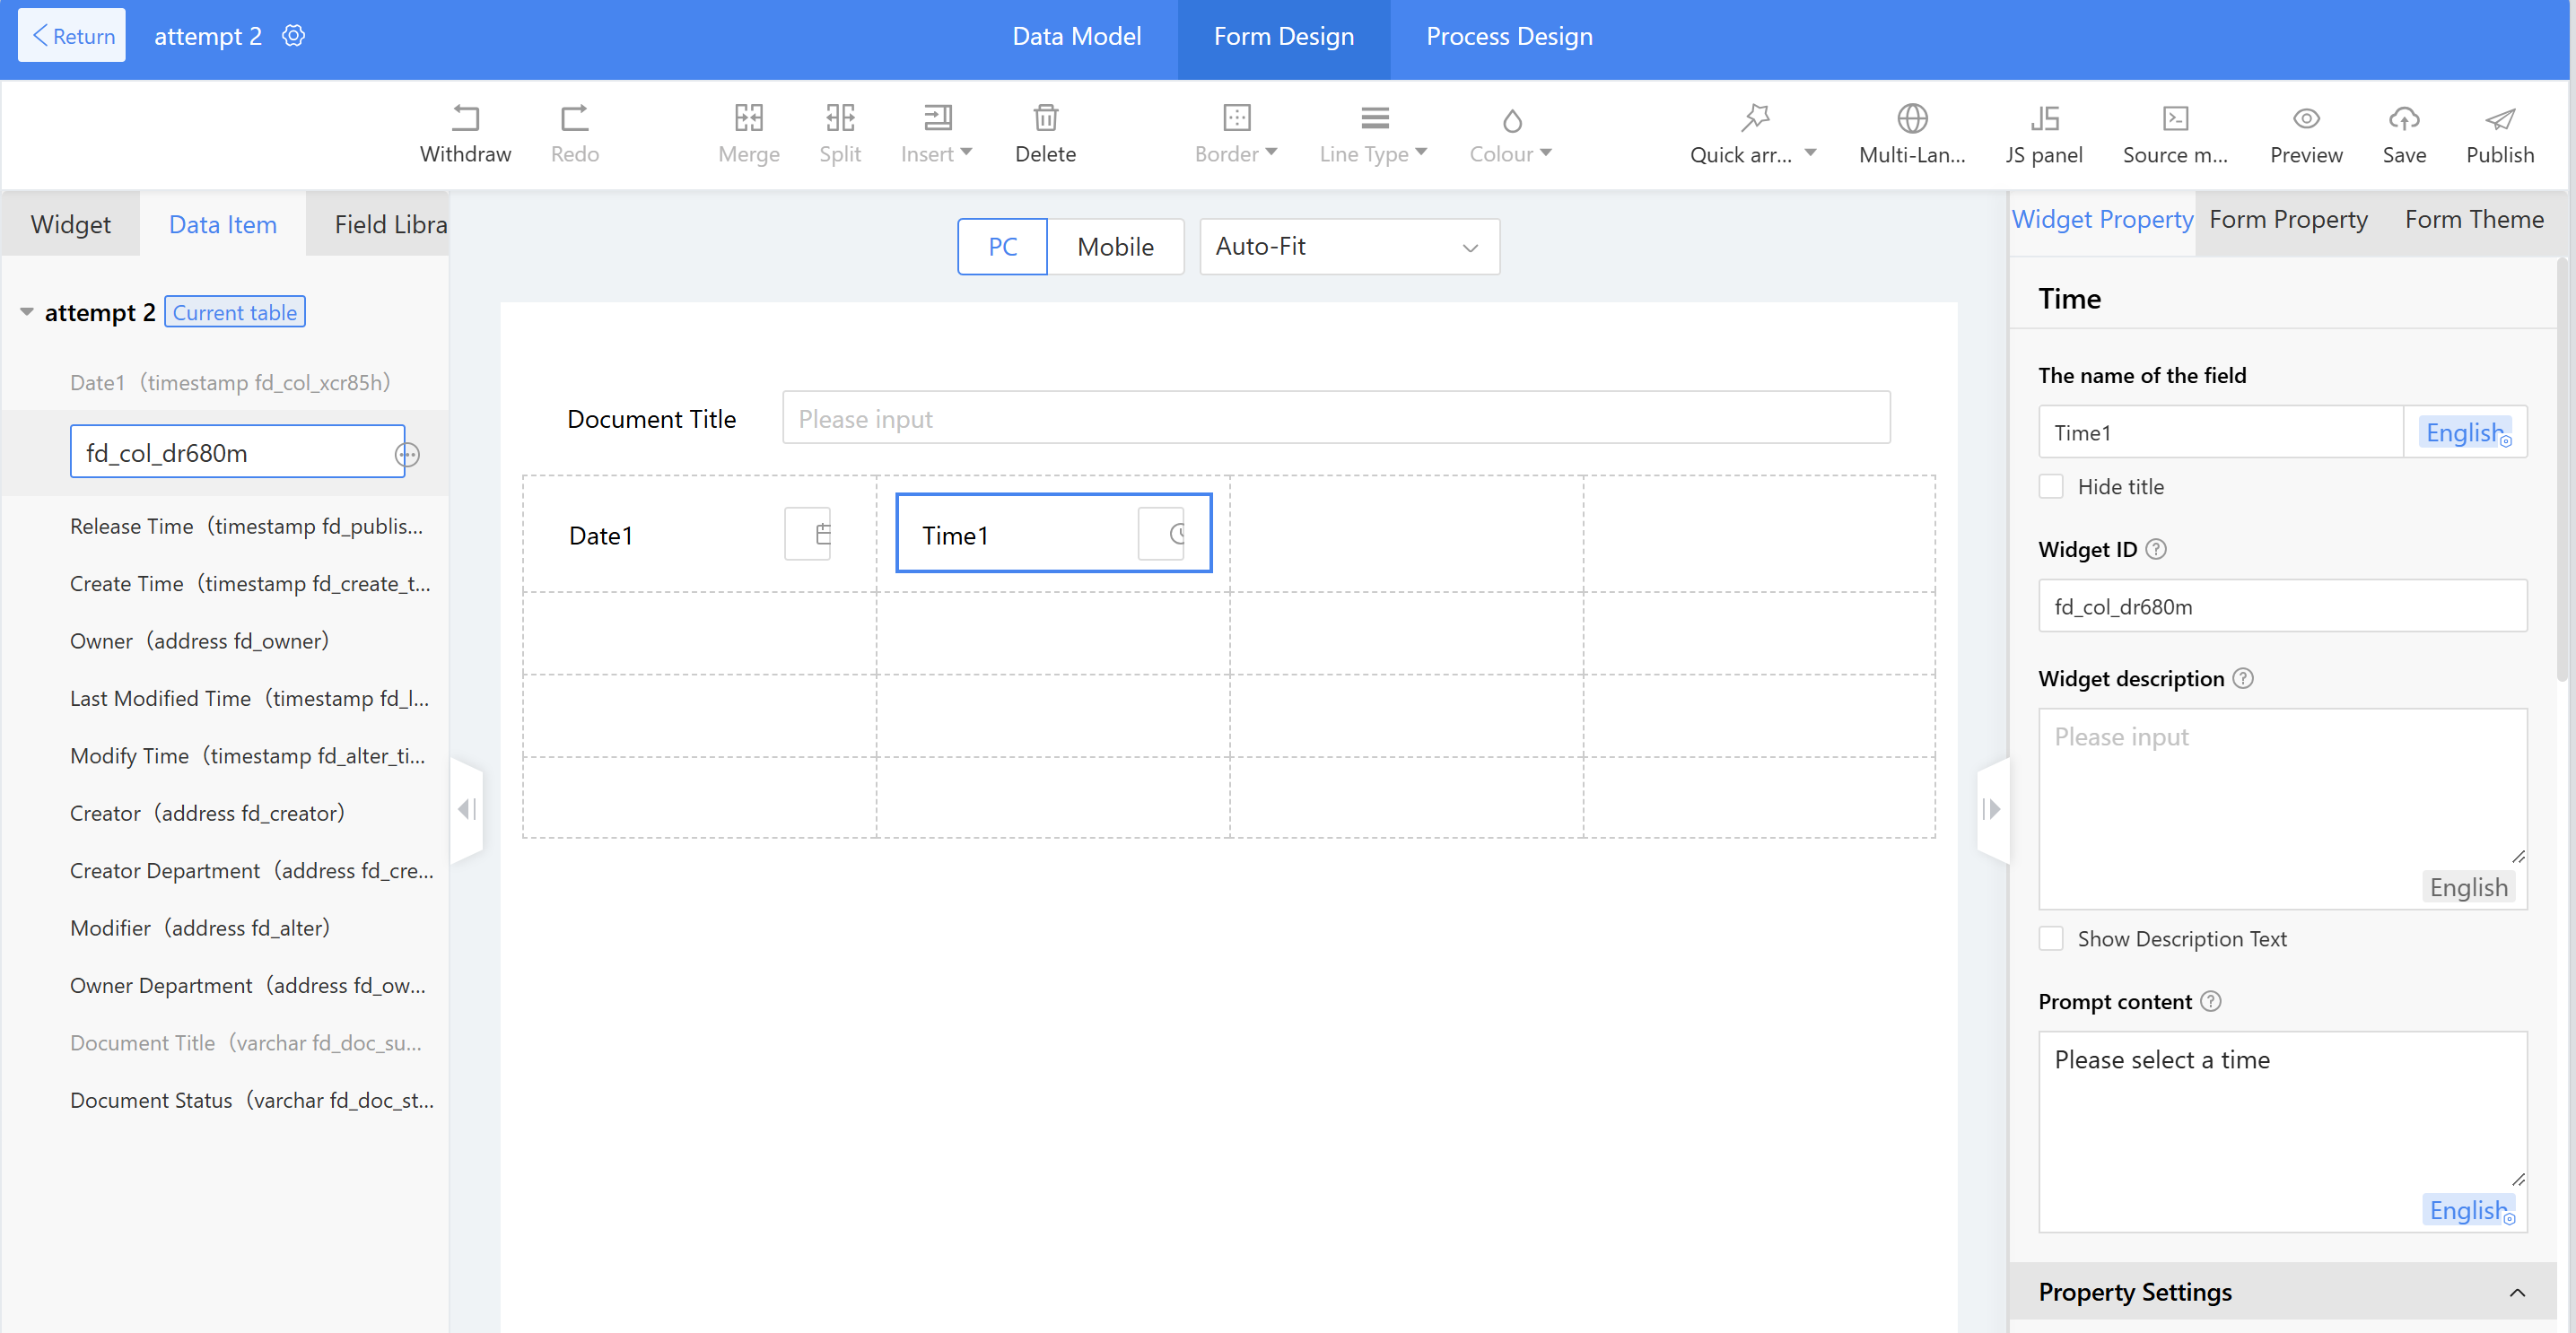 Return
attempt 2
Data Model
Form Design
Process Design
Withdraw
Redo
Merge
Split
Insert
Delete
Border
Line Type
Colour
Quick arr...
Multi-Lan...
JS panel
Source m...
Preview
Save
Publish
Widget
Data Item
Field Libra
PC
Mobile
Auto-Fit
Widget Property
Form Property
Form Theme
attempt 2
Current table
Date1（timestamp fd_col_xcr85h）
fd_col_dr680m
Release Time（timestamp fd_publis...
Create Time（timestamp fd_create_t...
Owner（address fd_owner）
Last Modified Time（timestamp fd_l...
Modify Time（timestamp fd_alter_ti...
Creator（address fd_creator）
Creator Department（address fd_cre...
Modifier（address fd_alter）
Owner Department（address fd_ow...
Document Title（varchar fd_doc_su...
Document Status（varchar fd_doc_st...
Document Title
Please input
Date1
Time1
Time
The name of the field
Time1
English
Hide title
Widget ID
fd_col_dr680m
Widget description
Please input
English
Show Description Text
Prompt content
Please select a time
English
Property Settings